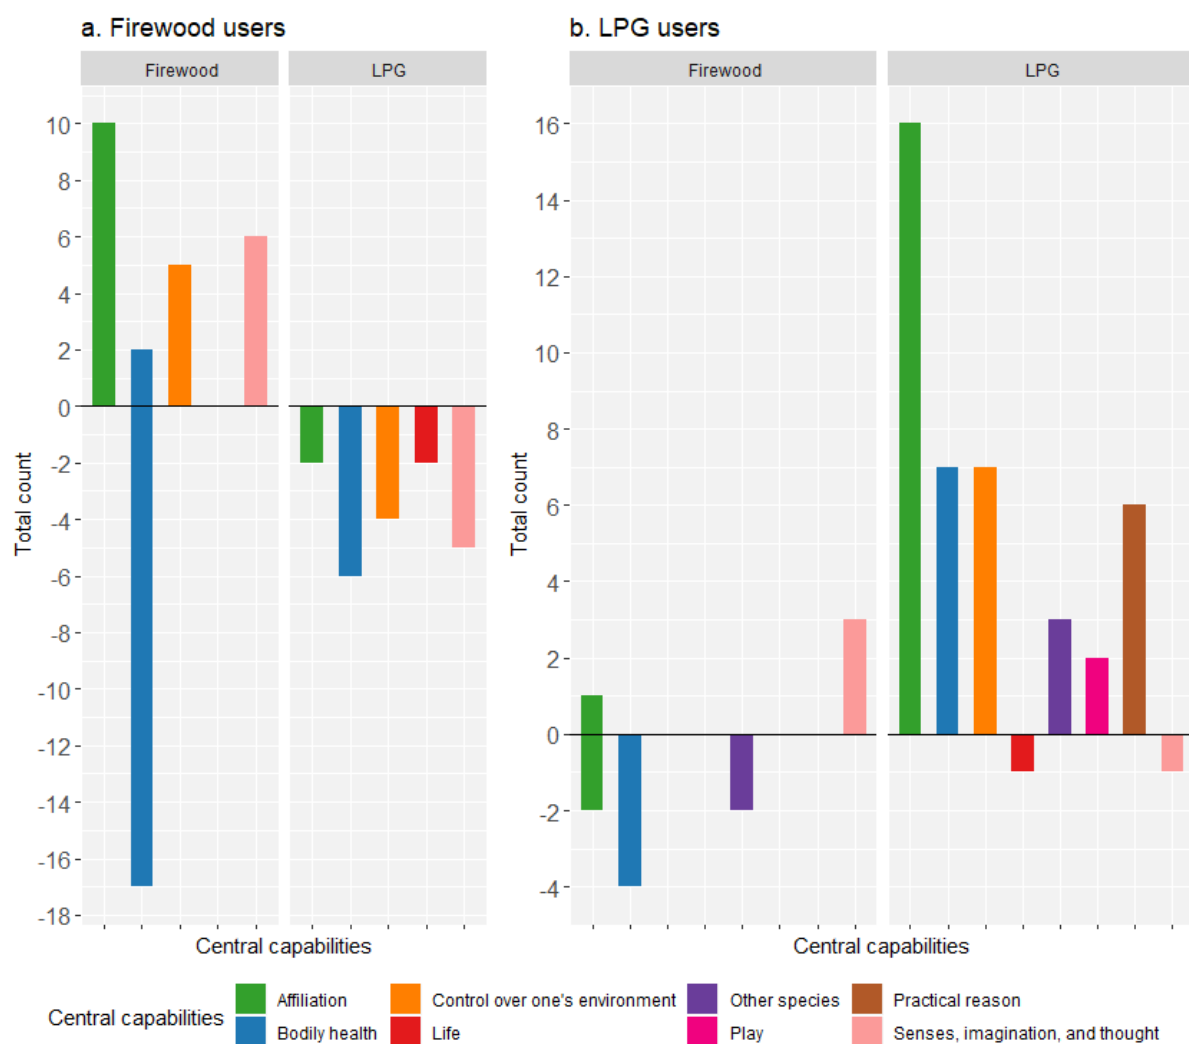 a. Firewood users
b. LPG users
Firewood
LPG
Firewood
LPG
Total count
10
8
6
4
2
0
-2
-4
-6
-8
-10
-12
-14
-16
-18
Total count
16
14
12
10
8
6
4
2
0
-2
-4
Central capabilities
Central capabilities
Central capabilities
Affiliation
Control over one's environment
Other species
Practical reason
Bodily health
Life
Play
Senses, imagination, and thought